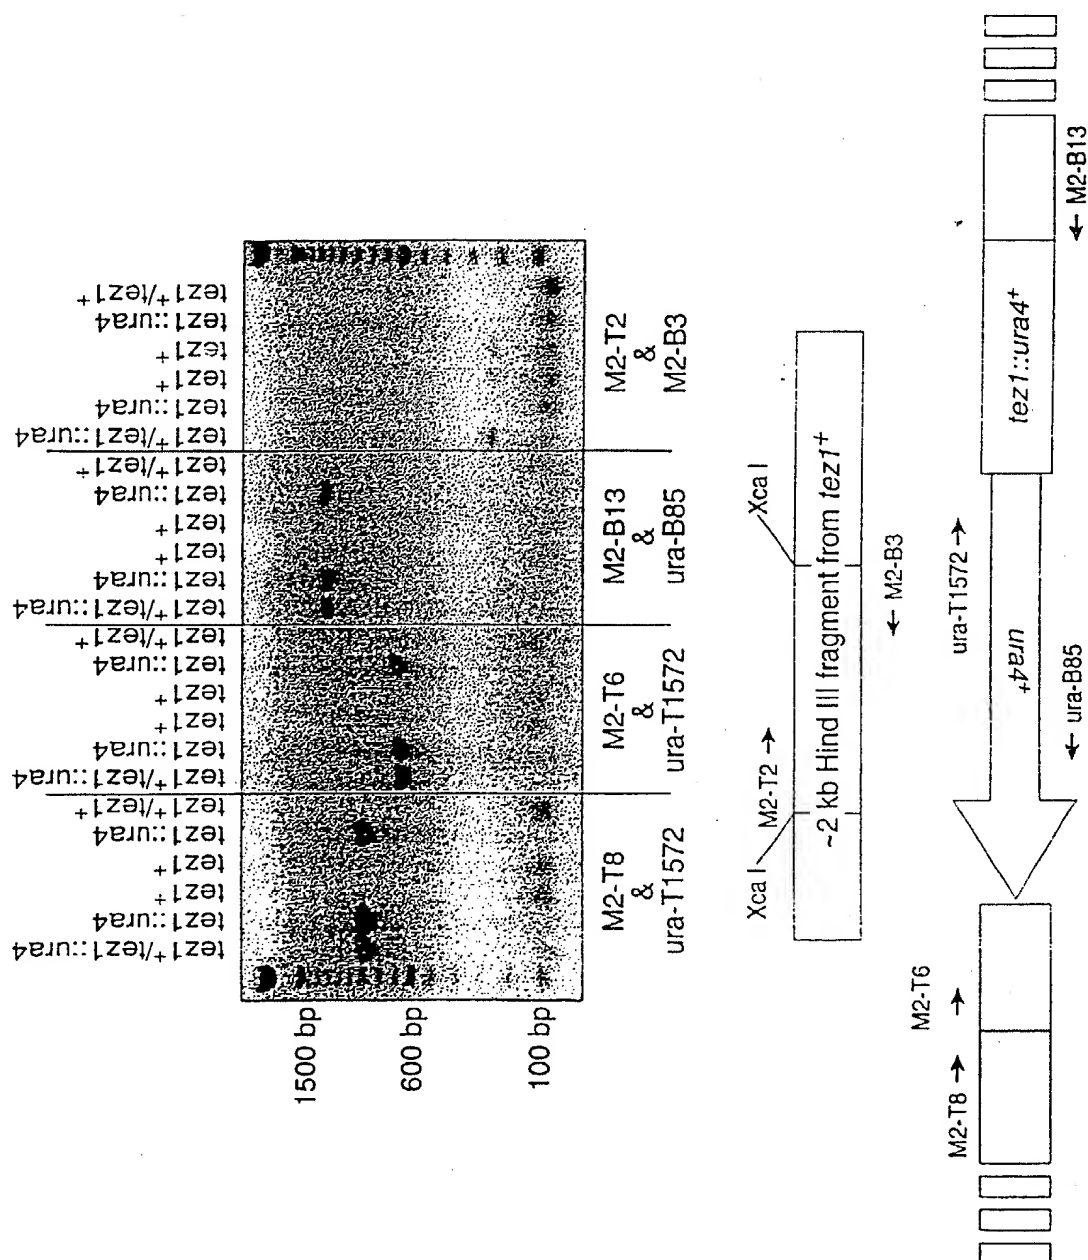 tez1⁺/tez1::ura4
tez1::ura4
tez1⁺
tez1⁺
tez1::ura4
tez1⁺/tez1⁺
tez1⁺/tez1::ura4
tez1::ura4
tez1⁺
tez1⁺
tez1::ura4
tez1⁺/tez1⁺
tez1⁺/tez1::ura4
tez1::ura4
tez1⁺
tez1⁺
tez1::ura4
tez1⁺/tez1⁺
tez1⁺/tez1::ura4
tez1::ura4
tez1⁺
tez1⁺
tez1::ura4
tez1⁺/tez1⁺
1500 bp
600 bp
100 bp
M2-T8
&
ura-T1572
M2-T6
&
ura-T1572
M2-B13
&
ura-B85
M2-T2
&
M2-B3
Xca I
M2-T2
Xca I
~2 kb Hind III fragment from tez1⁺
M2-B3
M2-T8
M2-T6
ura-T1572
ura4⁺
tez1::ura4⁺
ura-B85
M2-B13